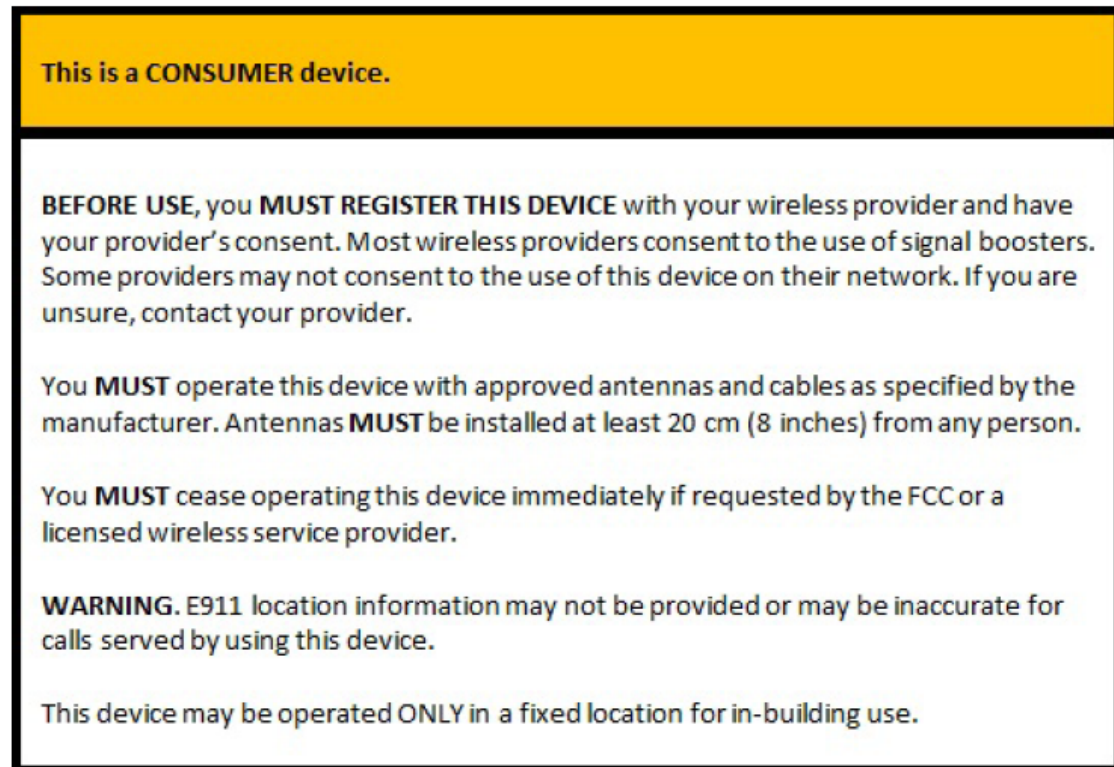 This is a CONSUMER device.
BEFORE USE, you MUST REGISTER THIS DEVICE with your wireless provider and have
your provider's consent. Most wireless providers consent to the use of signal boosters.
Some providers may not consent to the use of this device on their network. If you are
unsure, contact your provider.
You MUST operate this device with approved antennas and cables as specified by the
manufacturer. Antennas MUST be installed at least 20 cm (8 inches) from any person.
You MUST cease operating this device immediately if requested by the FCC or a
licensed wireless service provider.
WARNING. E911 location information may not be provided or may be inaccurate for
calls served by using this device.
This device may be operated ONLY in a fixed location for in-building use.